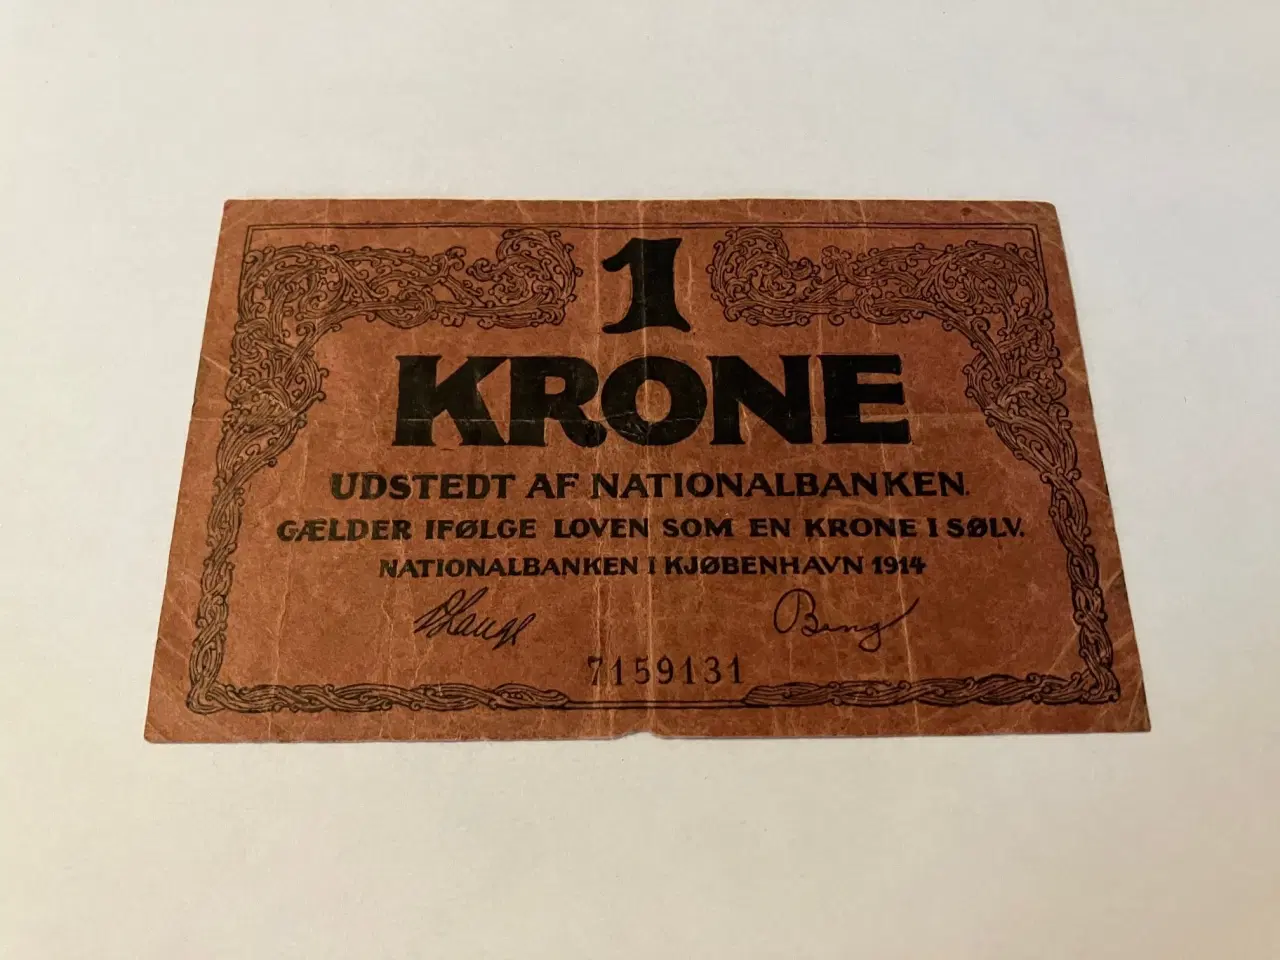 1
KRONE
UDSTEDT AF NATIONALBANKEN.
GÆLDER IFØLGE LOVEN SOM EN KRONE I SØLV.
NATIONALBANKEN I KJØBENHAVN 1914
7159131